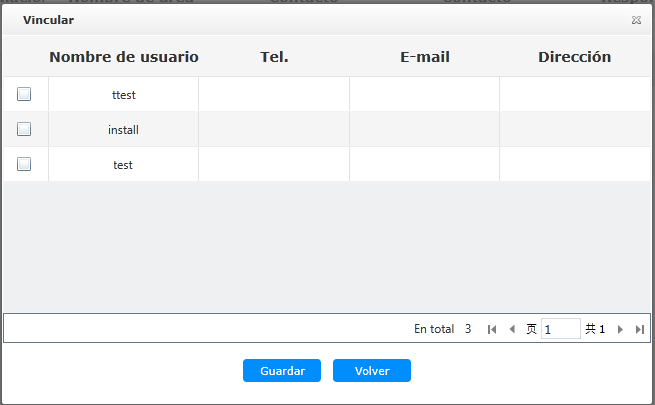 Vincular
Nombre de usuario Tel. E-mail Dirección
ttest
install
test
En total 3 页 1 共 1
Guardar Volver